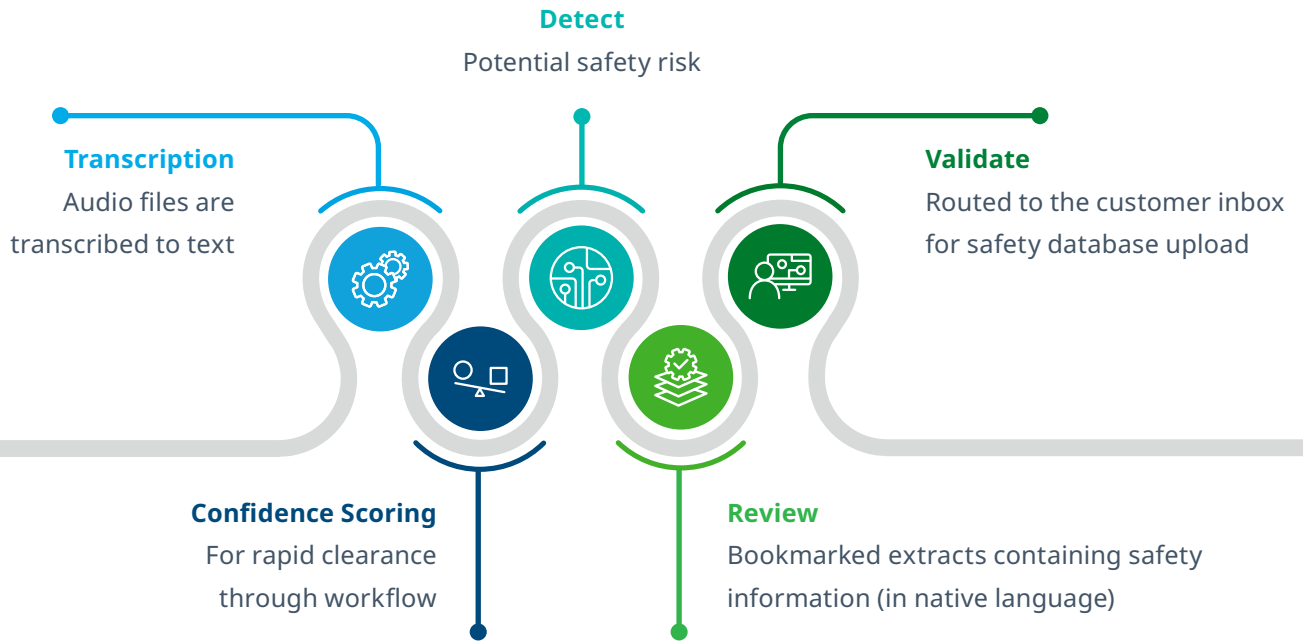 Transcription
Audio files are
transcribed to text
Confidence Scoring
For rapid clearance
through workflow
Detect
Potential safety risk
Review
Bookmarked extracts containing safety
information (in native language)
Validate
Routed to the customer inbox
for safety database upload